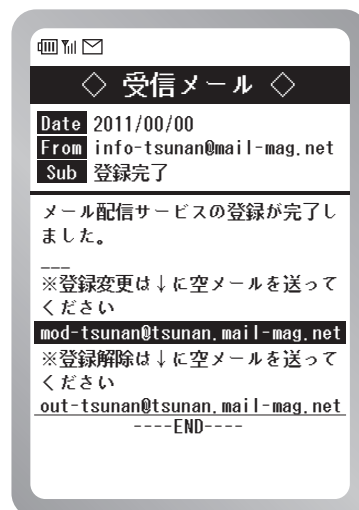 ◇ 受信メール ◇
Date 2011/00/00
From info-tsunan@mail-mag.net
Sub 登録完了
メール配信サービスの登録が完了し
ました。
___
※登録変更は↓に空メールを送って
ください
mod-tsunan@tsunan.mail-mag.net
※登録解除は↓に空メールを送って
ください
out-tsunan@tsunan.mail-mag.net
----END----